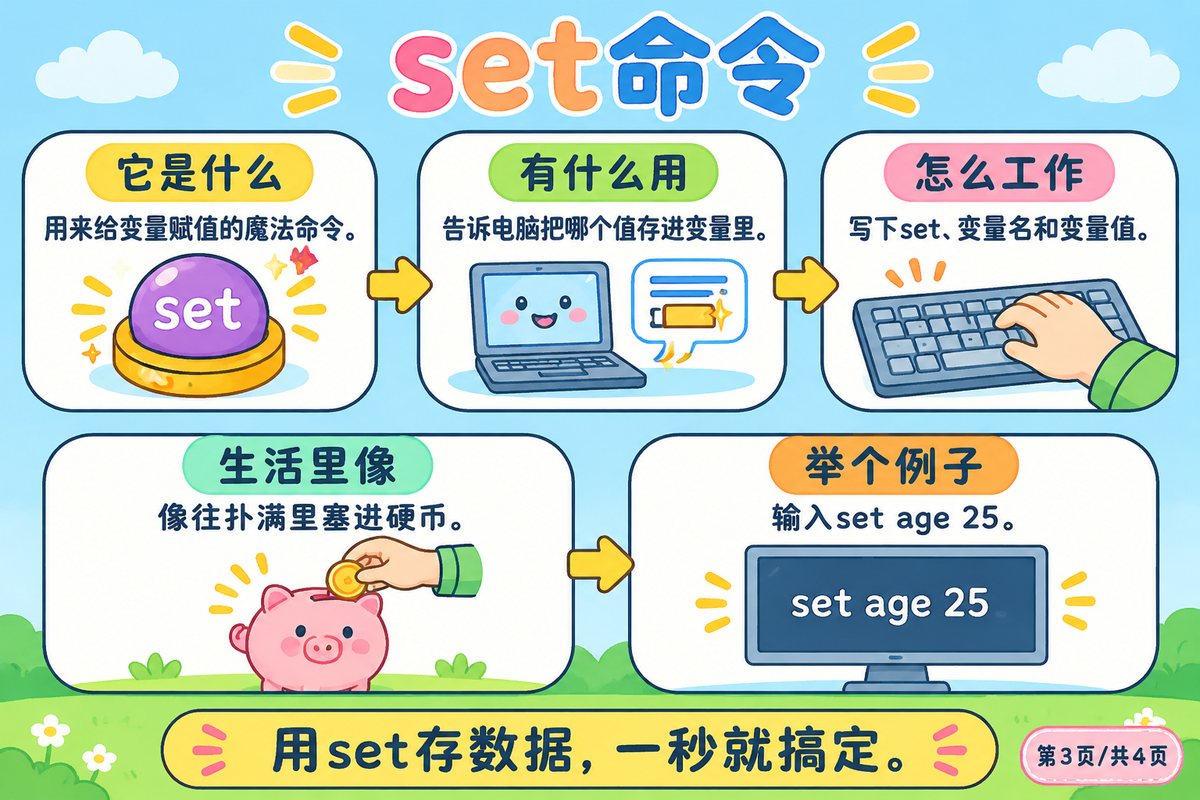 set命令
它是什么
用来给变量赋值的魔法命令。
set
有什么用
告诉电脑把哪个值存进变量里。
怎么工作
写下set、变量名和变量值。
生活里像
像往扑满里塞进硬币。
举个例子
输入set age 25。
set age 25
用set存数据，一秒就搞定。
第3页/共4页